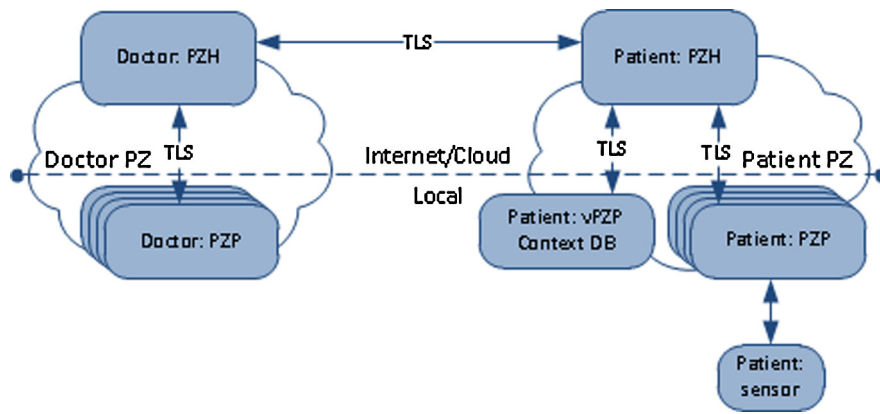 Doctor: PZH
TLS
Patient: PZH
Doctor PZ
TLS
Internet/Cloud
TLS
TLS
Patient PZ
Local
Doctor: PZP
Patient: vPZP
Context DB
Patient: PZP
Patient:
sensor